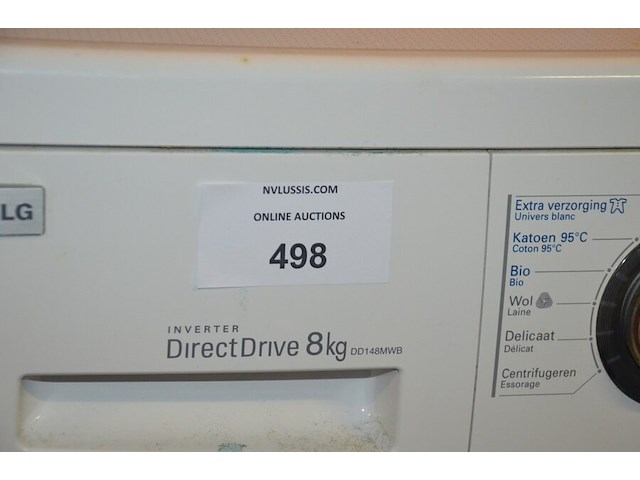 LG
NVLUSSIS.COM
ONLINE AUCTIONS
498
INVERTER
DirectDrive 8kg DD148MWB
Extra verzorging
Univers blanc
Katoen 95°C
Coton 95°C
Bio
Bio
Wol
Laine
Delicaat
Délicat
Centrifugeren
Essorage